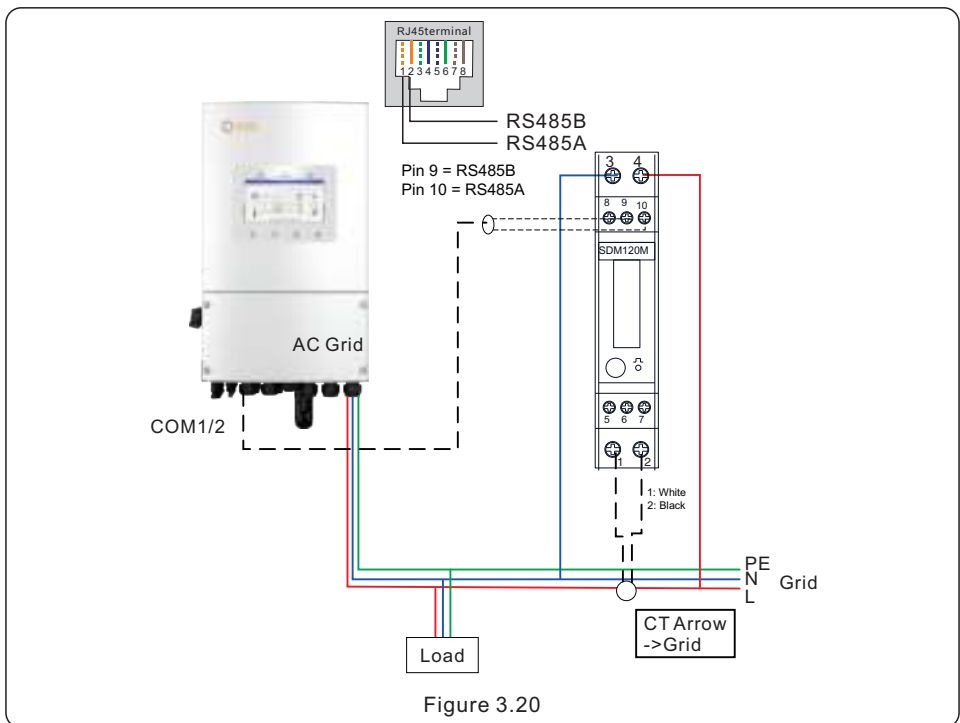 RJ45terminal
1 2 3 4 5 6 7 8
RS485B
RS485A
Pin 9 = RS485B
Pin 10 = RS485A
3 4
8 9 10
SDM120M
AC Grid
COM1/2
5 6 7
1 2
1: White
2: Black
PE
N
Grid
L
CT Arrow
->Grid
Load
Figure 3.20